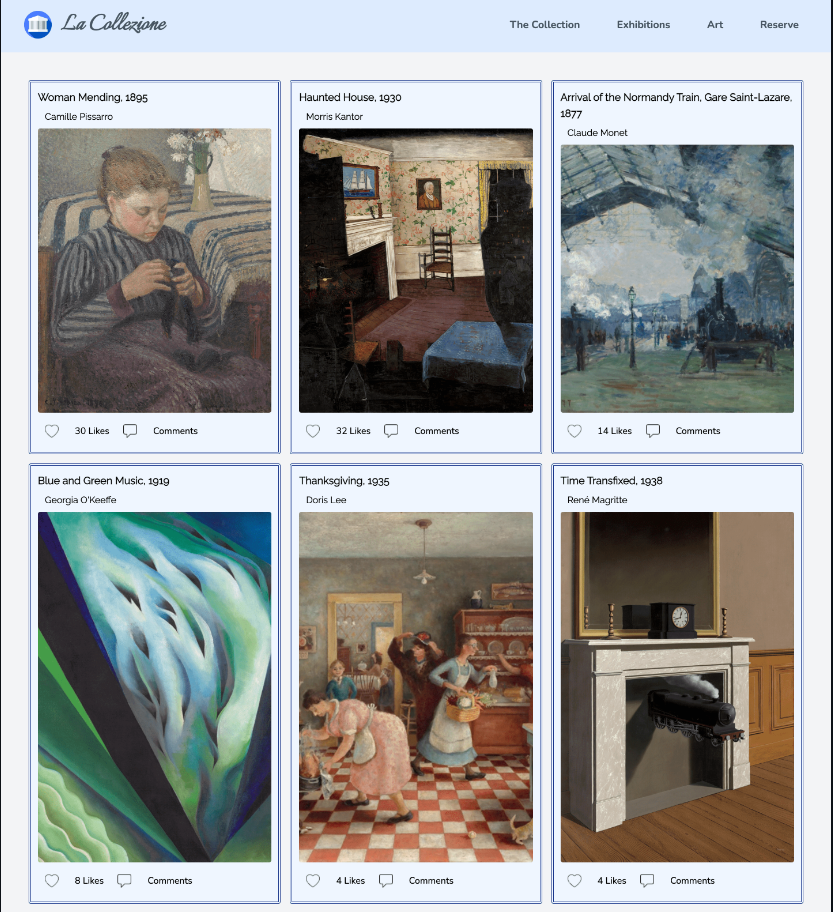 La Collezione
The Collection
Exhibitions
Art
Reserve
Woman Mending, 1895
Camille Pissarro
30 Likes
Comments
Haunted House, 1930
Morris Kantor
32 Likes
Comments
Arrival of the Normandy Train, Gare Saint-Lazare,
1877
Claude Monet
14 Likes
Comments
Blue and Green Music, 1919
Georgia O'Keeffe
8 Likes
Comments
Thanksgiving, 1935
Doris Lee
4 Likes
Comments
Time Transfixed, 1938
René Magritte
4 Likes
Comments